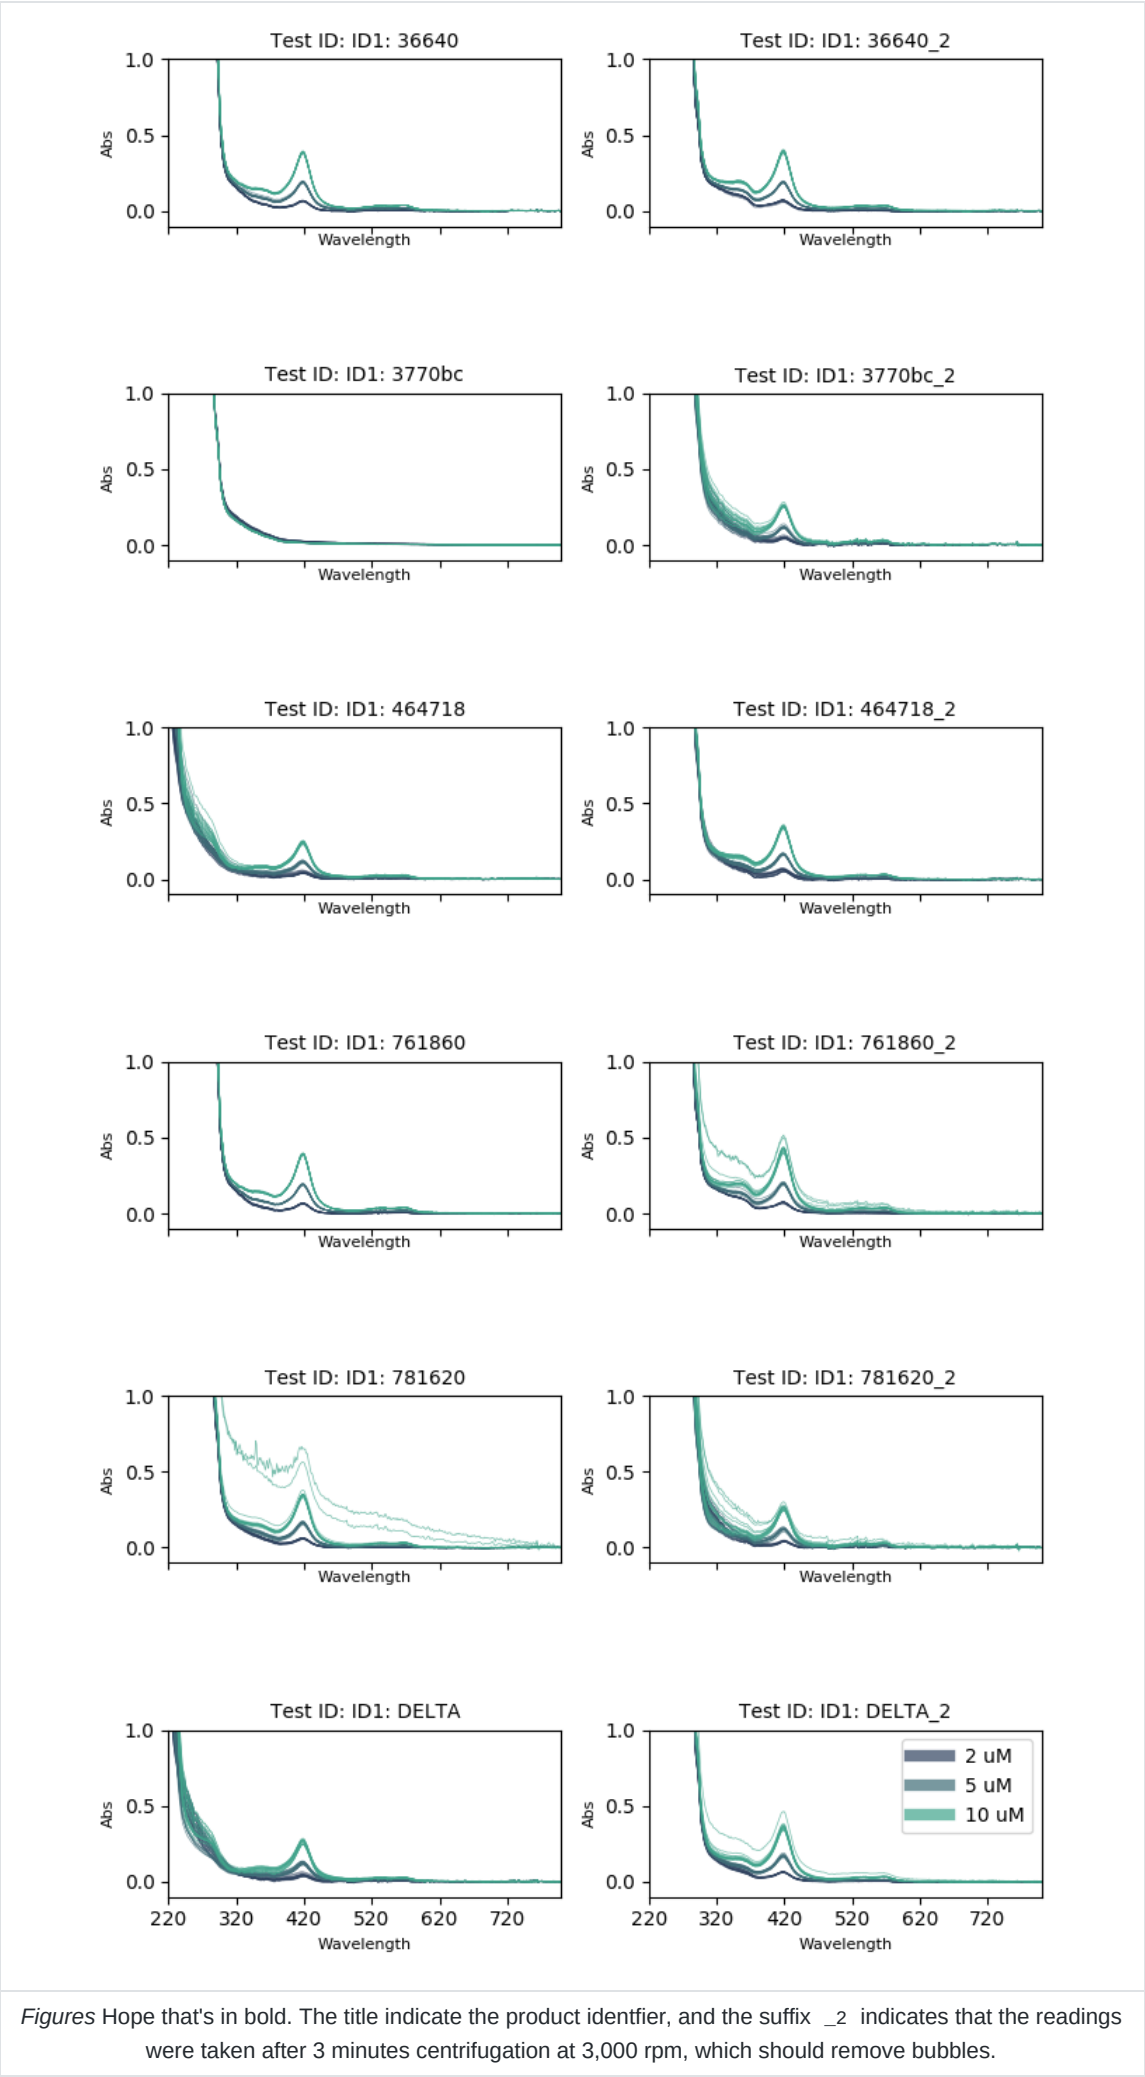 Test ID: ID1: 36640
Test ID: ID1: 36640_2
1.0
0.5
0.0
Abs
Wavelength
1.0
0.5
0.0
Abs
Wavelength
Test ID: ID1: 3770bc
Test ID: ID1: 3770bc_2
1.0
0.5
0.0
Abs
Wavelength
1.0
0.5
0.0
Abs
Wavelength
Test ID: ID1: 464718
Test ID: ID1: 464718_2
1.0
0.5
0.0
Abs
Wavelength
1.0
0.5
0.0
Abs
Wavelength
Test ID: ID1: 761860
Test ID: ID1: 761860_2
1.0
0.5
0.0
Abs
Wavelength
1.0
0.5
0.0
Abs
Wavelength
Test ID: ID1: 781620
Test ID: ID1: 781620_2
1.0
0.5
0.0
Abs
Wavelength
1.0
0.5
0.0
Abs
Wavelength
Test ID: ID1: DELTA
Test ID: ID1: DELTA_2
1.0
0.5
0.0
Abs
220 320 420 520 620 720
Wavelength
1.0
0.5
0.0
Abs
2 uM
5 uM
10 uM
220 320 420 520 620 720
Wavelength
Figures Hope that's in bold. The title indicate the product identfier, and the suffix _2 indicates that the readings
were taken after 3 minutes centrifugation at 3,000 rpm, which should remove bubbles.